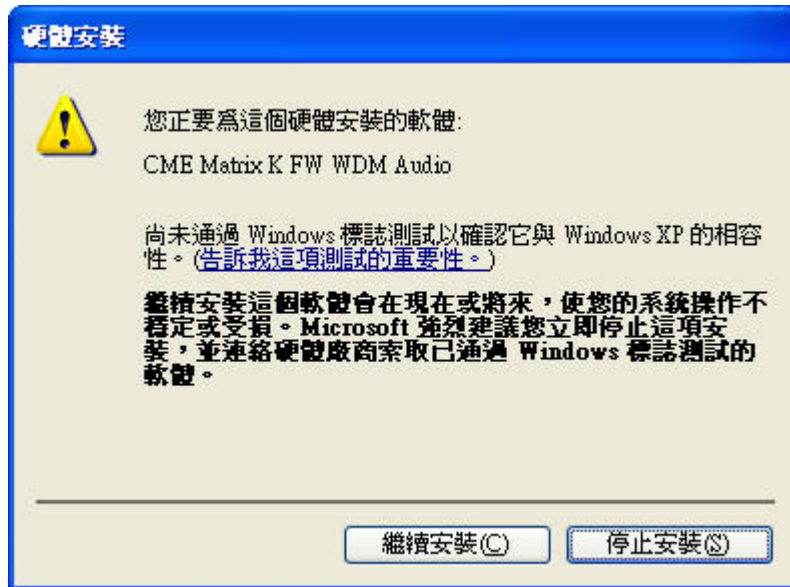 硬體安裝
您正要為這個硬體安裝的軟體:
CME Matrix K FW WDM Audio
尚未通過 Windows 標誌測試以確認它與 Windows XP 的相容
性。(告訴我這項測試的重要性。)
繼續安裝這個軟體會在現在或將來，使您的系統操作不
穩定或受損。Microsoft 強烈建議您立即停止這項安
裝，並連絡硬體廠商索取已通過 Windows 標誌測試的
軟體。
繼續安裝(C)
停止安裝(S)